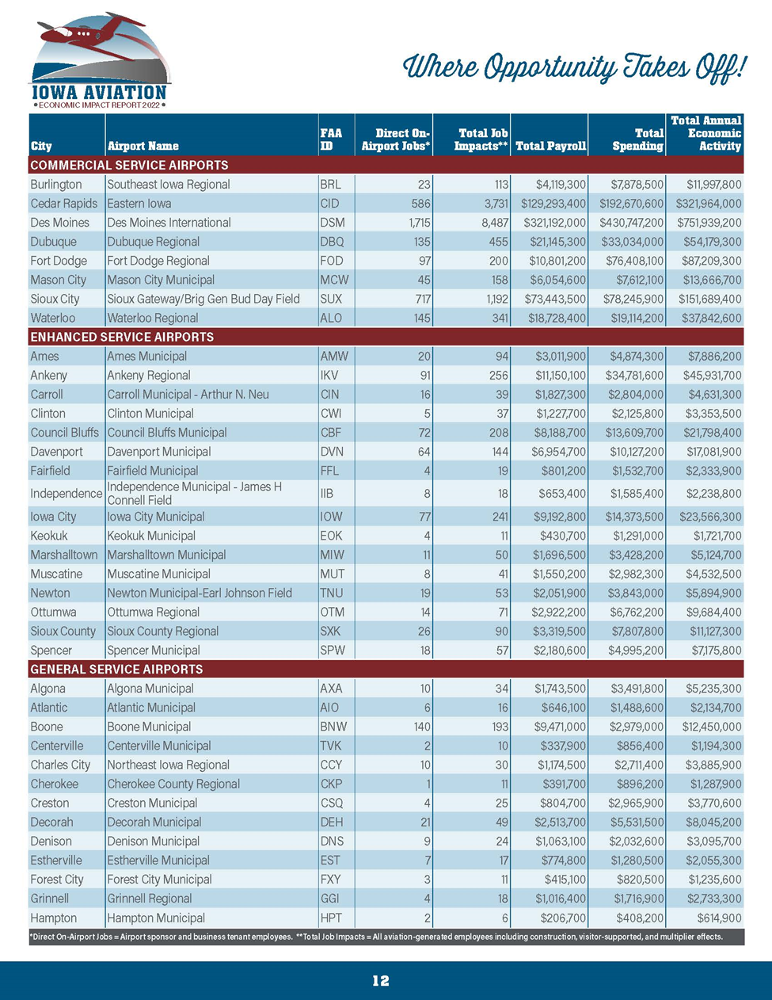 IOWA AVIATION
• ECONOMIC IMPACT REPORT 2022 •
Where Opportunity Takes Off!
City Airport Name FAA ID Direct On-Airport Jobs* Total Job Impacts** Total Payroll Total Spending Total Annual Economic Activity
COMMERCIAL SERVICE AIRPORTS
Burlington Southeast Iowa Regional BRL 23 113 $4,119,300 $7,878,500 $11,997,800
Cedar Rapids Eastern Iowa CID 586 3,731 $129,293,400 $192,670,600 $321,964,000
Des Moines Des Moines International DSM 1,715 8,487 $321,192,000 $430,747,200 $751,939,200
Dubuque Dubuque Regional DBQ 135 455 $21,145,300 $33,034,000 $54,179,300
Fort Dodge Fort Dodge Regional FOD 97 200 $10,801,200 $76,408,100 $87,209,300
Mason City Mason City Municipal MCW 45 158 $6,054,600 $7,612,100 $13,666,700
Sioux City Sioux Gateway/Brig Gen Bud Day Field SUX 717 1,192 $73,443,500 $78,245,900 $151,689,400
Waterloo Waterloo Regional ALO 145 341 $18,728,400 $19,114,200 $37,842,600
ENHANCED SERVICE AIRPORTS
Ames Ames Municipal AMW 20 94 $3,011,900 $4,874,300 $7,886,200
Ankeny Ankeny Regional IKV 91 256 $11,150,100 $34,781,600 $45,931,700
Carroll Carroll Municipal - Arthur N. Neu CIN 16 39 $1,827,300 $2,804,000 $4,631,300
Clinton Clinton Municipal CWI 5 37 $1,227,700 $2,125,800 $3,353,500
Council Bluffs Council Bluffs Municipal CBF 72 208 $8,188,700 $13,609,700 $21,798,400
Davenport Davenport Municipal DVN 64 144 $6,954,700 $10,127,200 $17,081,900
Fairfield Fairfield Municipal FFL 4 19 $801,200 $1,532,700 $2,333,900
Independence Independence Municipal - James H Connell Field IIB 8 18 $653,400 $1,585,400 $2,238,800
Iowa City Iowa City Municipal IOW 77 241 $9,192,800 $14,373,500 $23,566,300
Keokuk Keokuk Municipal EOK 4 11 $430,700 $1,291,000 $1,721,700
Marshalltown Marshalltown Municipal MIW 11 50 $1,696,500 $3,428,200 $5,124,700
Muscatine Muscatine Municipal MUT 8 41 $1,550,200 $2,982,300 $4,532,500
Newton Newton Municipal-Earl Johnson Field TNU 19 53 $2,051,900 $3,843,000 $5,894,900
Ottumwa Ottumwa Regional OTM 14 71 $2,922,200 $6,762,200 $9,684,400
Sioux County Sioux County Regional SXK 26 90 $3,319,500 $7,807,800 $11,127,300
Spencer Spencer Municipal SPW 18 57 $2,180,600 $4,995,200 $7,175,800
GENERAL SERVICE AIRPORTS
Algona Algona Municipal AXA 10 34 $1,743,500 $3,491,800 $5,235,300
Atlantic Atlantic Municipal AIO 6 16 $646,100 $1,488,600 $2,134,700
Boone Boone Municipal BNW 140 193 $9,471,000 $2,979,000 $12,450,000
Centerville Centerville Municipal TVK 2 10 $337,900 $856,400 $1,194,300
Charles City Northeast Iowa Regional CCY 10 30 $1,174,500 $2,711,400 $3,885,900
Cherokee Cherokee County Regional CKP 1 11 $391,700 $896,200 $1,287,900
Creston Creston Municipal CSQ 4 25 $804,700 $2,965,900 $3,770,600
Decorah Decorah Municipal DEH 21 49 $2,513,700 $5,531,500 $8,045,200
Denison Denison Municipal DNS 9 24 $1,063,100 $2,032,600 $3,095,700
Estherville Estherville Municipal EST 7 17 $774,800 $1,280,500 $2,055,300
Forest City Forest City Municipal FXY 3 11 $415,100 $820,500 $1,235,600
Grinnell Grinnell Regional GGI 4 18 $1,016,400 $1,716,900 $2,733,300
Hampton Hampton Municipal HPT 2 6 $206,700 $408,200 $614,900
*Direct On-Airport Jobs = Airport sponsor and business tenant employees. **Total Job Impacts = All aviation-generated employees including construction, visitor-supported, and multiplier effects.
12